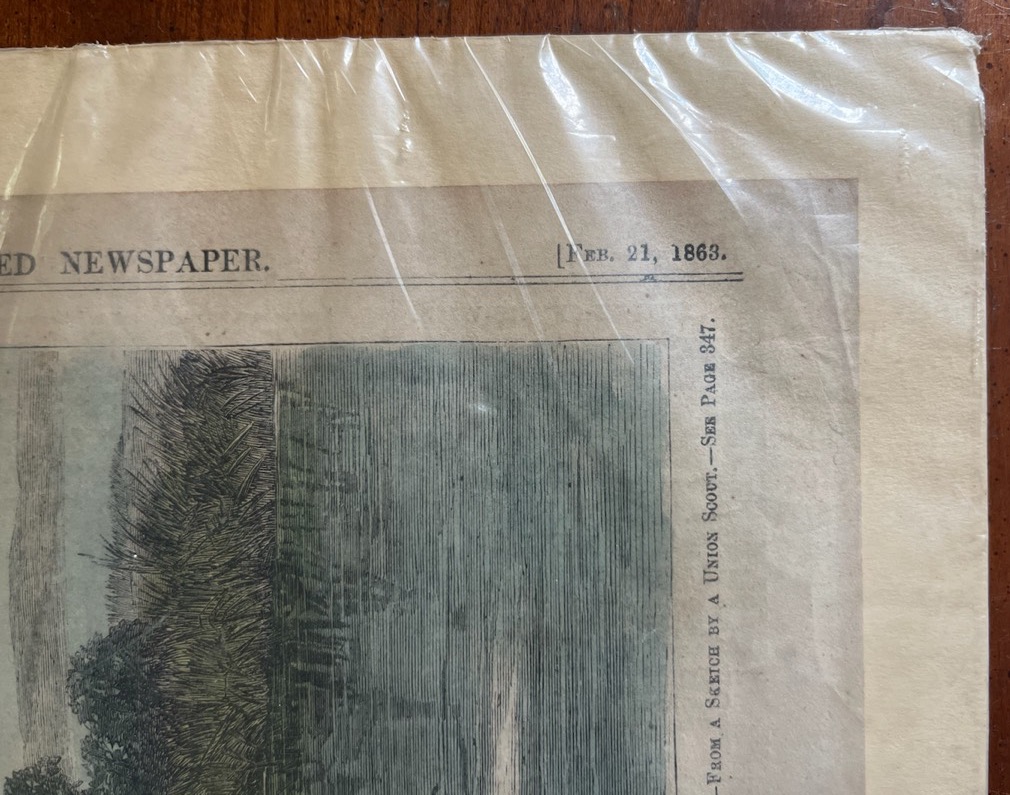 ED NEWSPAPER.
[FEB. 21, 1863.
—FROM A SKETCH BY A UNION SCOUT.—SEE PAGE 347.